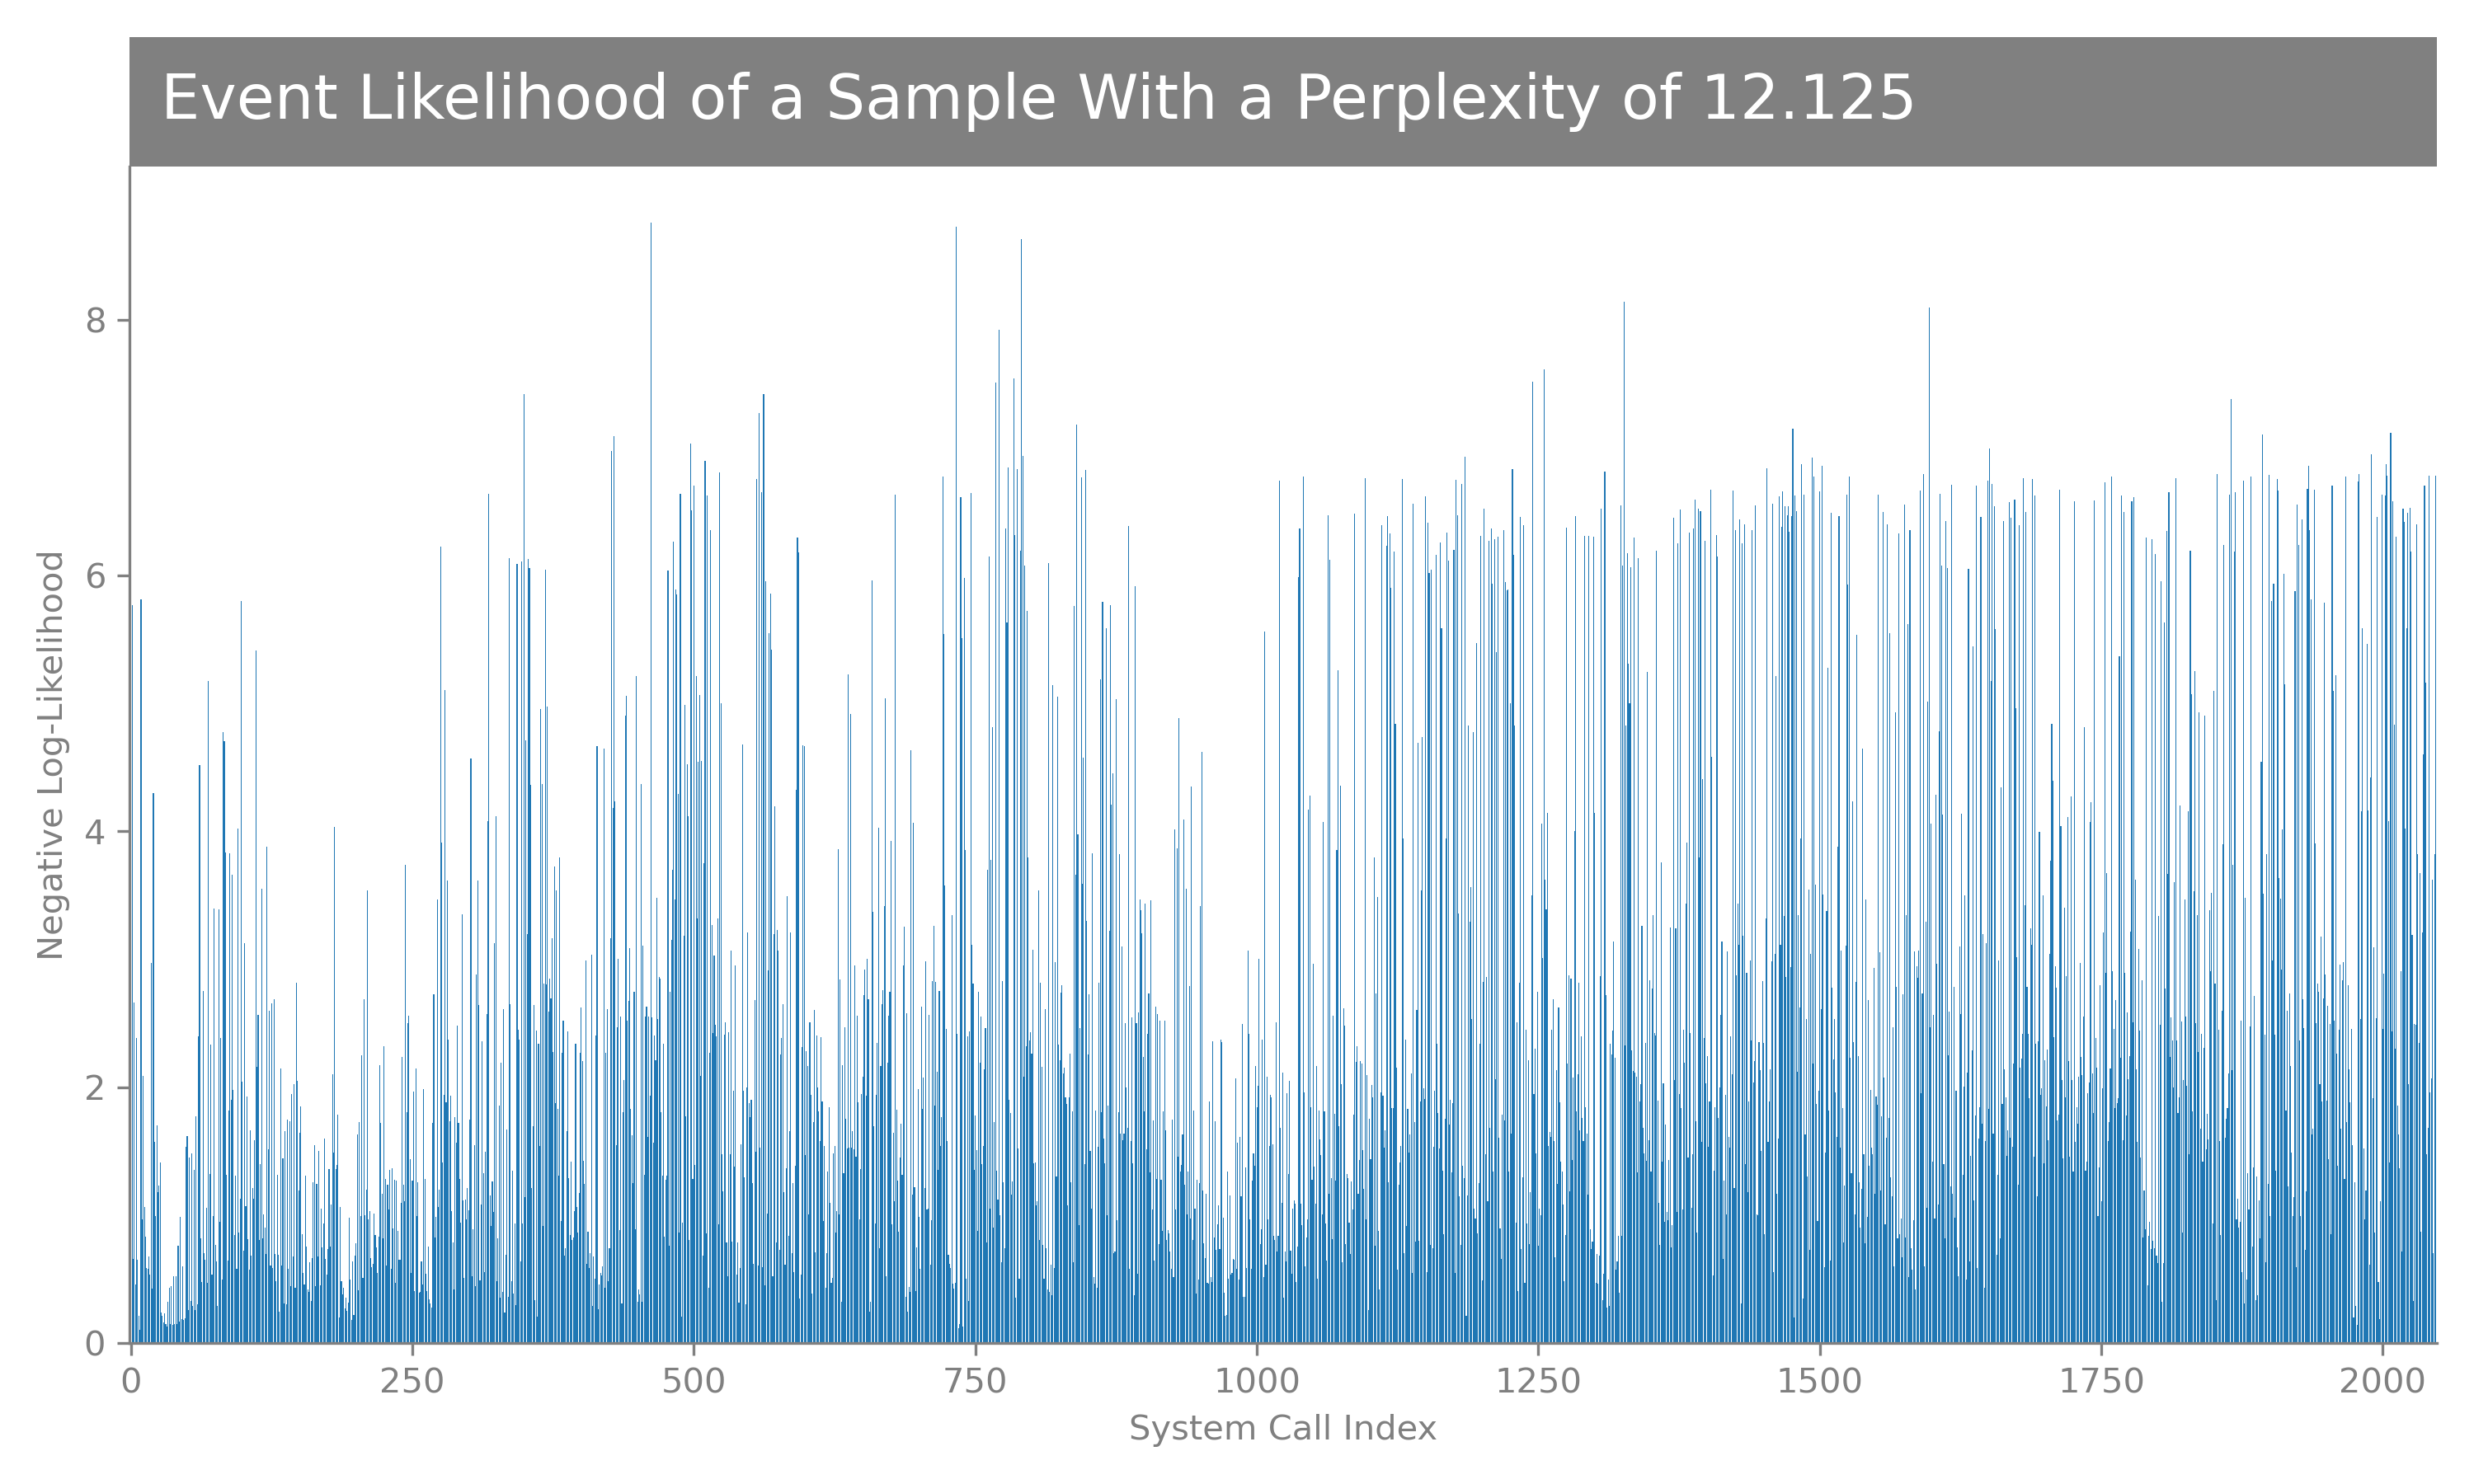 Event Likelihood of a Sample With a Perplexity of 12.125
Negative Log-Likelihood
8
6
4
2
0
0 250 500 750 1000 1250 1500 1750 2000
System Call Index